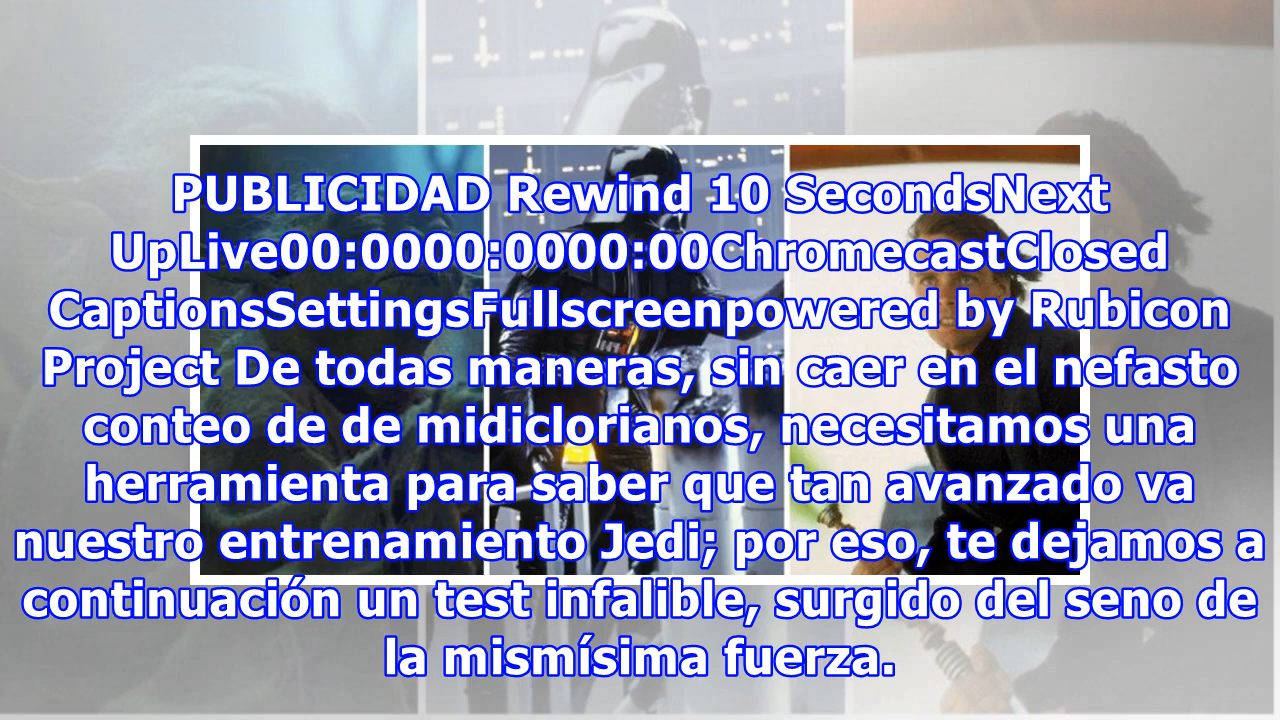 PUBLICIDAD Rewind 10 SecondsNext
UpLive00:0000:0000:00ChromecastClosed
CaptionsSettingsFullscreenpowered by Rubicon
Project De todas maneras, sin caer en el nefasto
conteo de de midiclorianos, necesitamos una
herramienta para saber que tan avanzado va
nuestro entrenamiento Jedi; por eso, te dejamos a
continuación un test infalible, surgido del seno de
la mismísima fuerza.